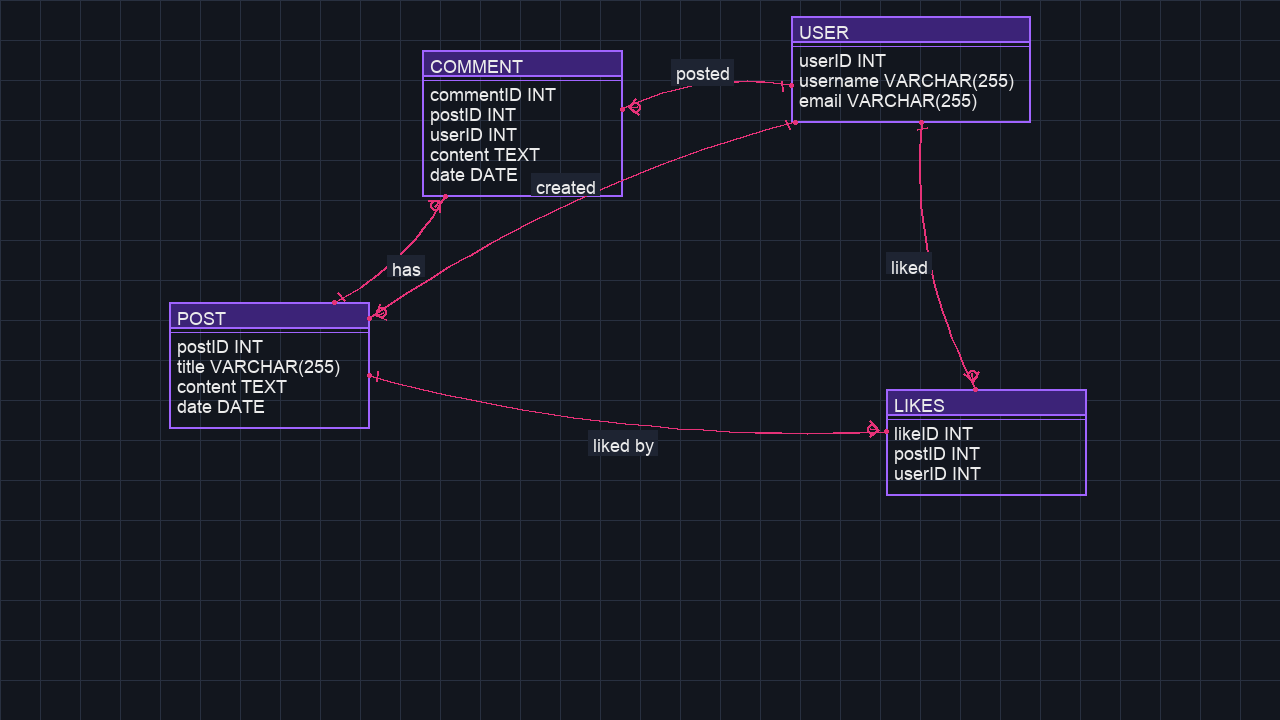 USER
userID INT
username VARCHAR(255)
email VARCHAR(255)
COMMENT
commentID INT
postID INT
userID INT
content TEXT
date DATE
posted
created
has
liked
POST
postID INT
title VARCHAR(255)
content TEXT
date DATE
liked by
LIKES
likeID INT
postID INT
userID INT